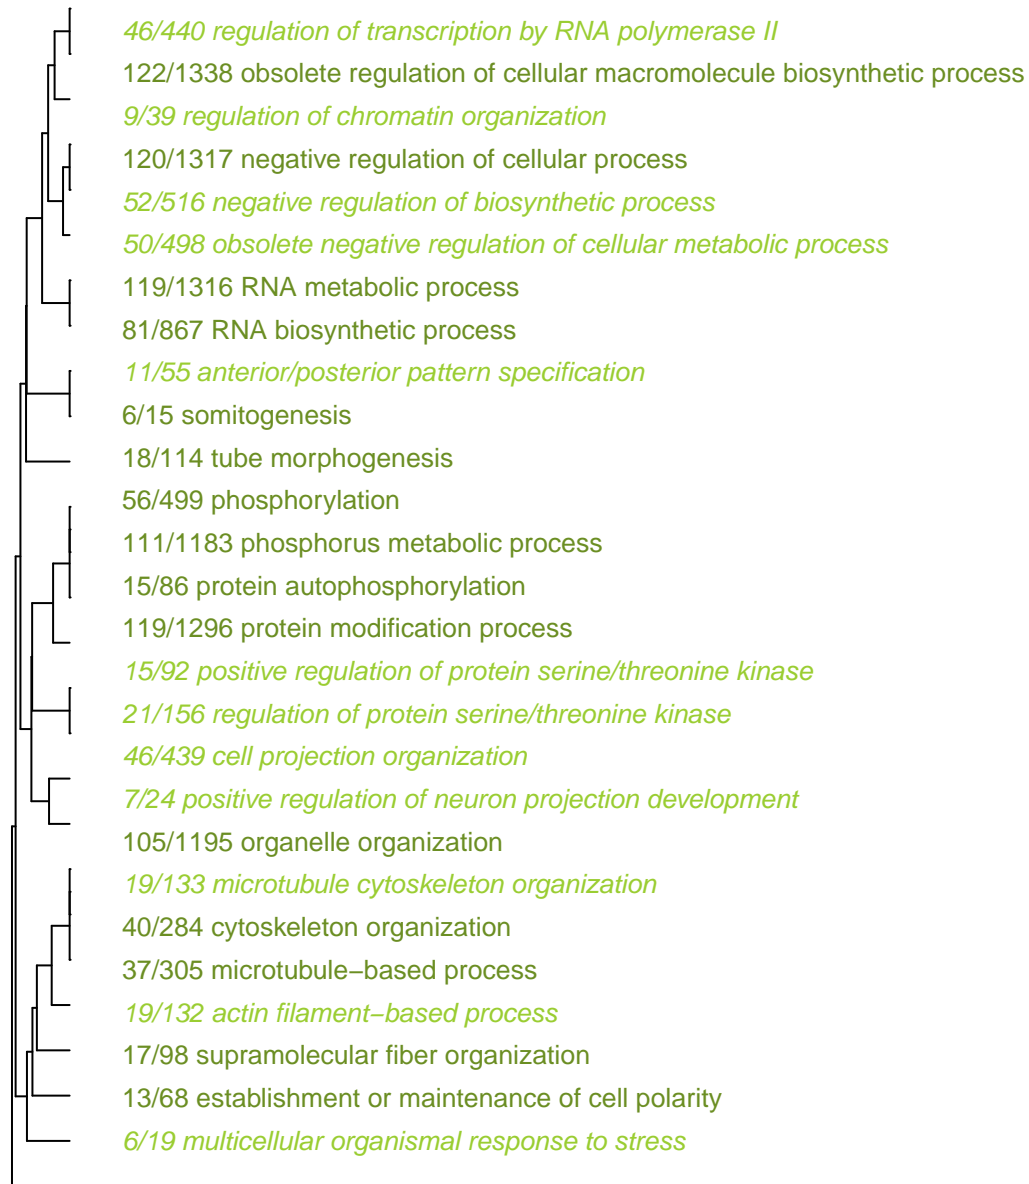 46/440 regulation of transcription by RNA polymerase II
122/1338 obsolete regulation of cellular macromolecule biosynthetic process
9/39 regulation of chromatin organization
120/1317 negative regulation of cellular process
52/516 negative regulation of biosynthetic process
50/498 obsolete negative regulation of cellular metabolic process
119/1316 RNA metabolic process
81/867 RNA biosynthetic process
11/55 anterior/posterior pattern specification
6/15 somitogenesis
18/114 tube morphogenesis
56/499 phosphorylation
111/1183 phosphorus metabolic process
15/86 protein autophosphorylation
119/1296 protein modification process
15/92 positive regulation of protein serine/threonine kinase
21/156 regulation of protein serine/threonine kinase
46/439 cell projection organization
7/24 positive regulation of neuron projection development
105/1195 organelle organization
19/133 microtubule cytoskeleton organization
40/284 cytoskeleton organization
37/305 microtubule−based process
19/132 actin filament−based process
17/98 supramolecular fiber organization
13/68 establishment or maintenance of cell polarity
6/19 multicellular organismal response to stress